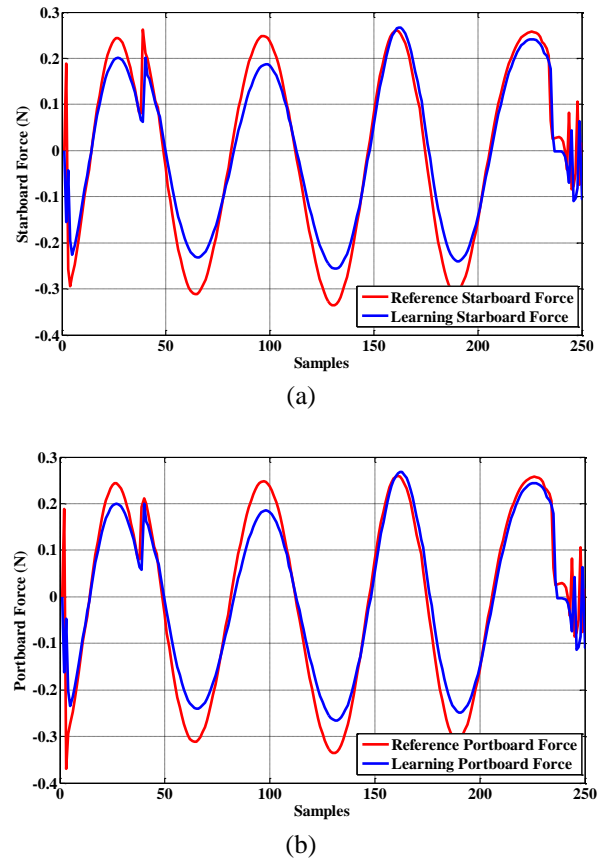 0.3
0.2
0.1
0
-0.1
-0.2
-0.3
-0.4
Starboard Force (N)
Reference Starboard Force
Learning Starboard Force
0 50 100 150 200 250
Samples
(a)
0.3
0.2
0.1
0
-0.1
-0.2
-0.3
-0.4
Portboard Force (N)
Reference Portboard Force
Learning Portboard Force
0 50 100 150 200 250
Samples
(b)